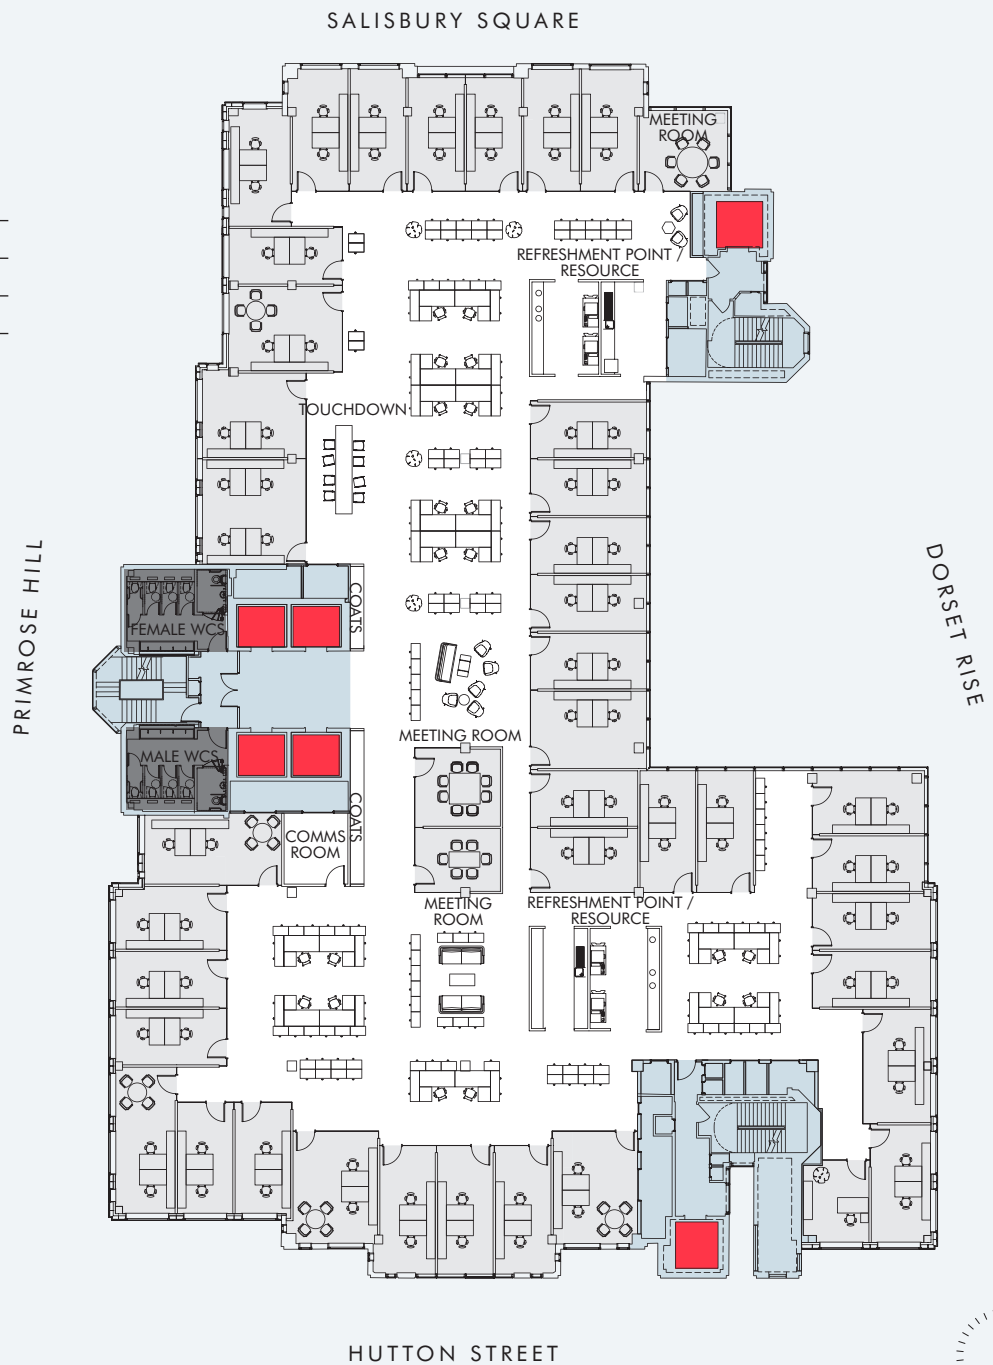 SALISBURY SQUARE
MEETING
ROOM
REFRESHMENT POINT /
RESOURCE
TOUCHDOWN
PRIMROSE HILL
DORSET RISE
COATS
FEMALE WCS
MEETING ROOM
MALE WCS
COATS
COMMS
ROOM
MEETING
ROOM
REFRESHMENT POINT /
RESOURCE
HUTTON STREET